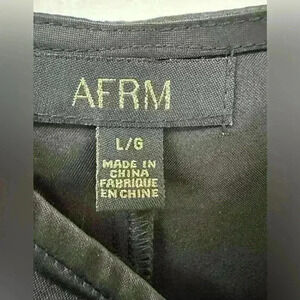 AFRM
L/G
MADE IN
CHINA
FABRIQUE
EN CHINE